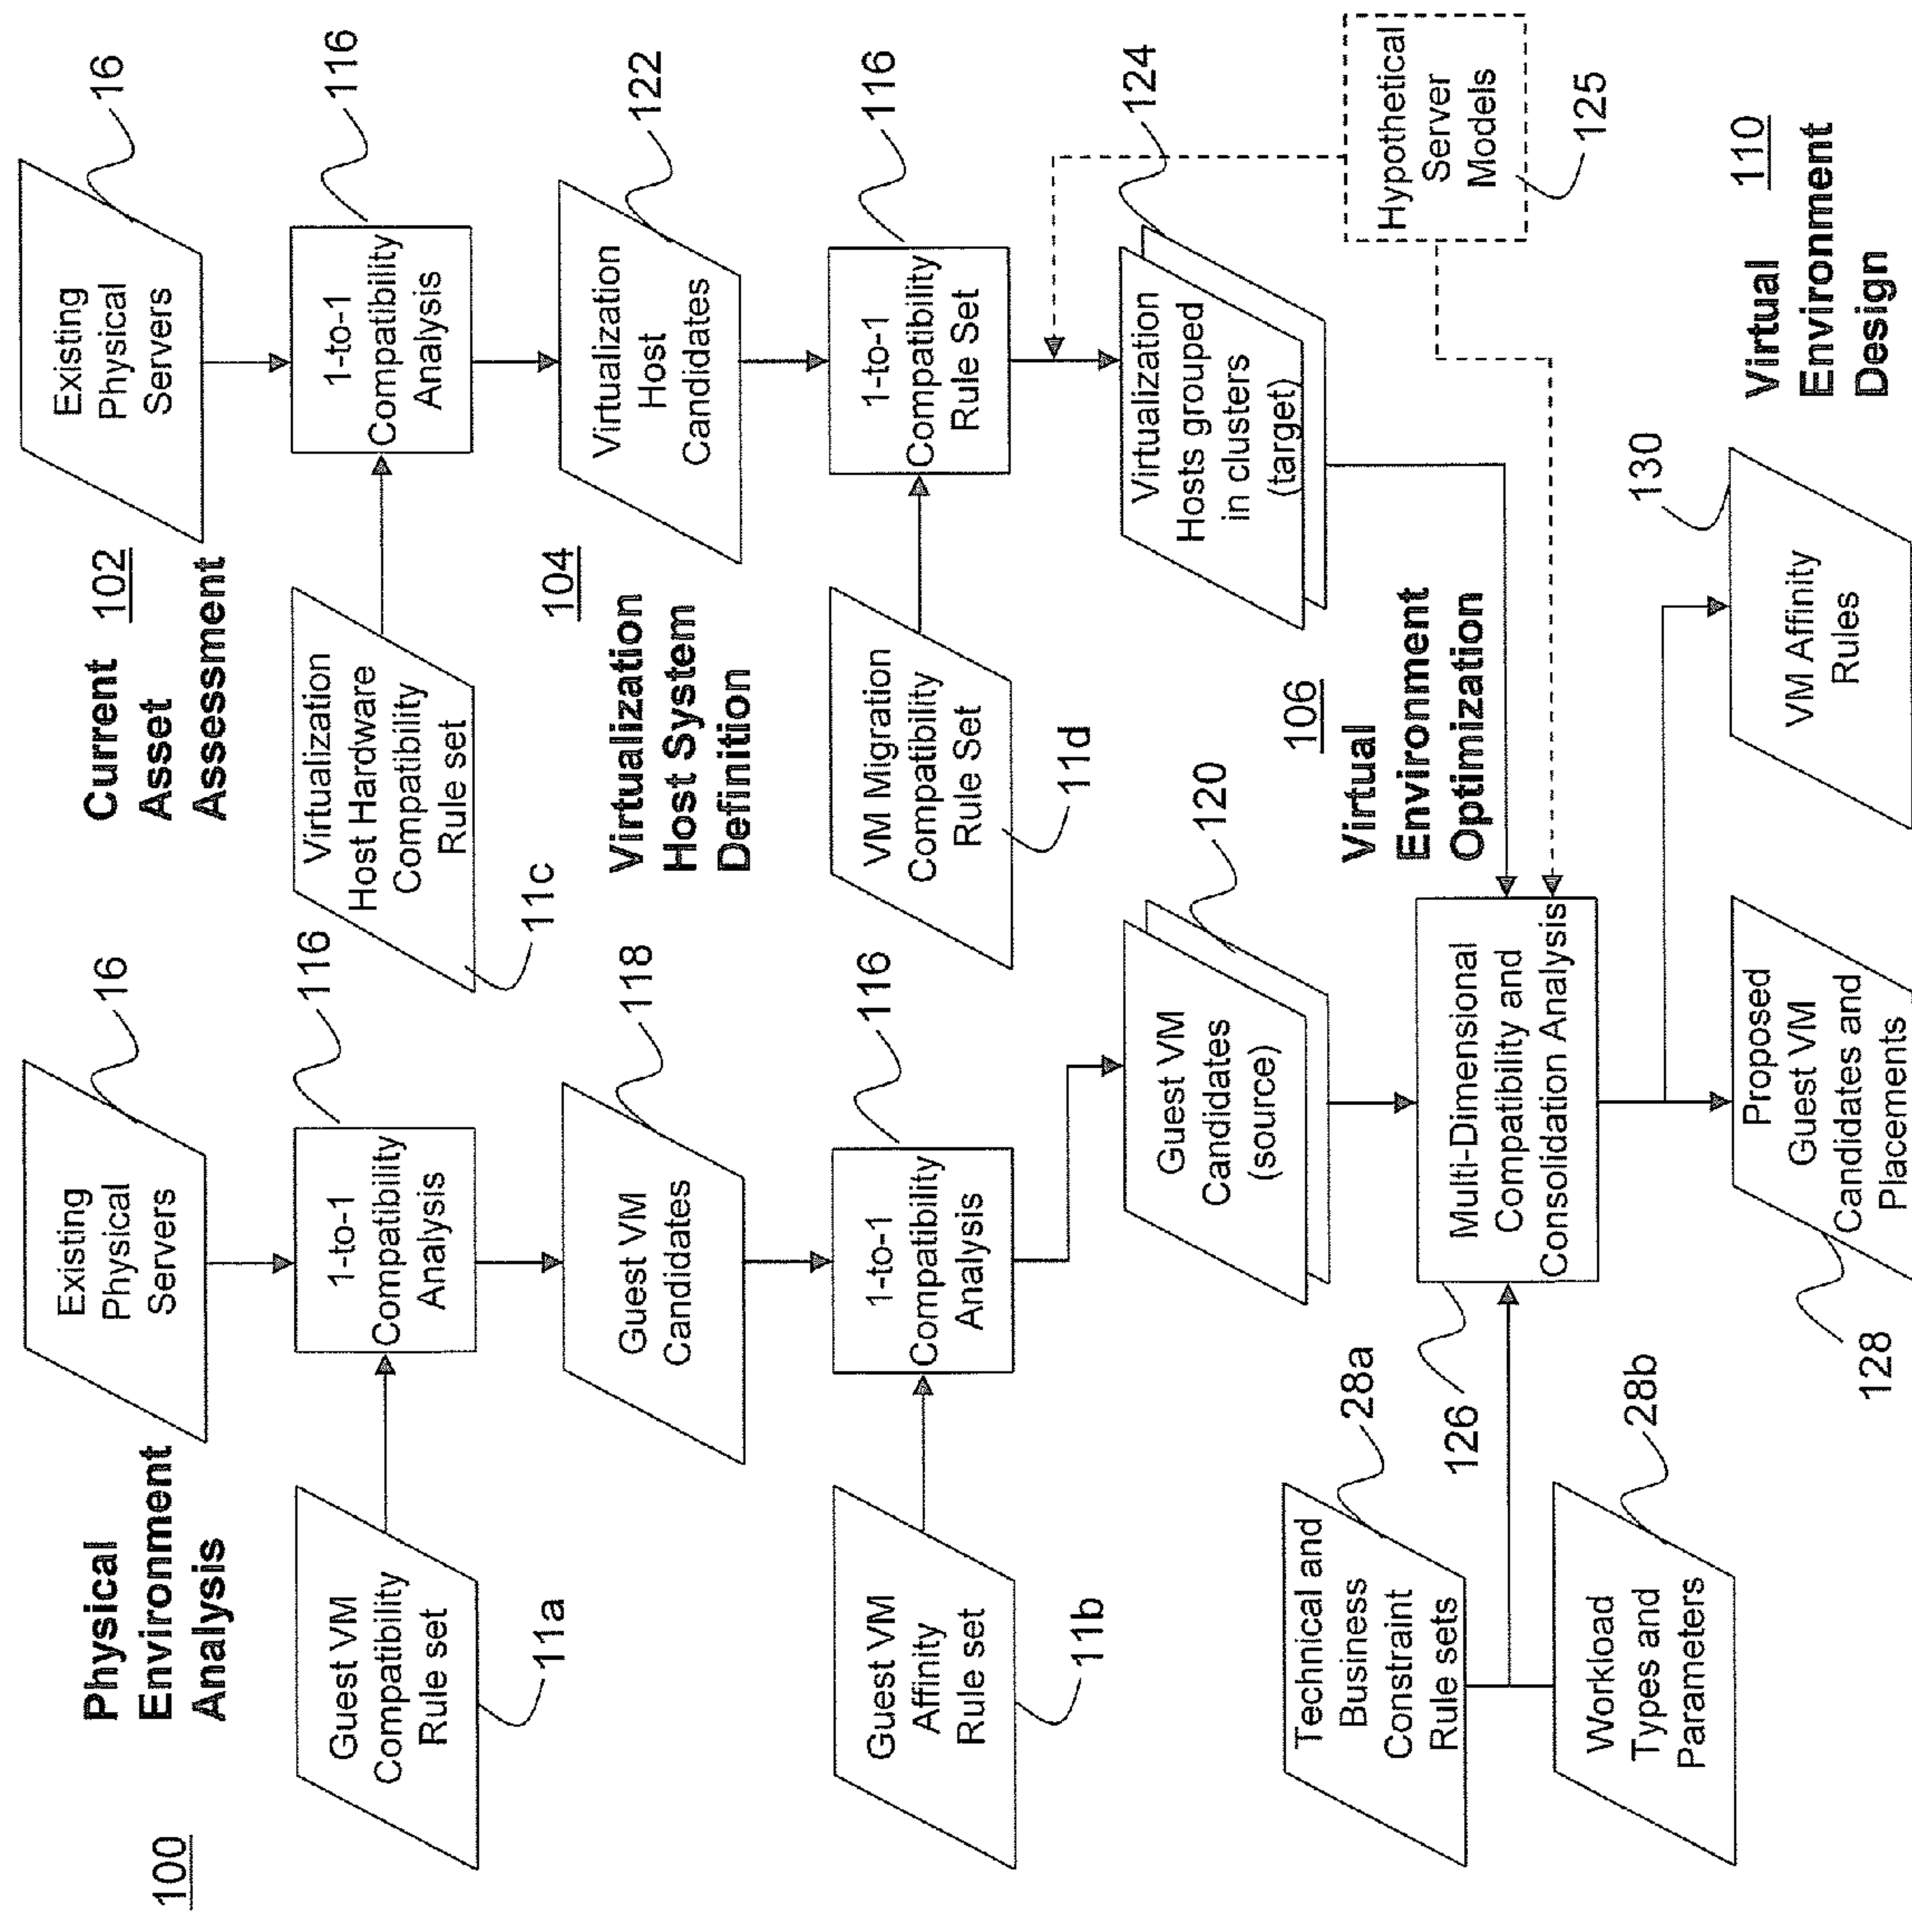 100
Physical
Environment
Analysis
Existing
Physical
Servers
16
Guest VM
Compatibility
Rule set
11a
1-to-1
Compatibility
Analysis
116
Guest VM
Candidates
118
Guest VM
Affinity
Rule set
11b
1-to-1
Compatibility
Analysis
116
Guest VM
Candidates
(source)
120
Current 102
Asset
Assessment
Existing
Physical
Servers
16
Virtualization
Host Hardware
Compatibility
Rule set
11c
1-to-1
Compatibility
Analysis
116
104
Virtualization
Host System
Definition
Virtualization
Host
Candidates
122
VM Migration
Compatibility
Rule Set
11d
1-to-1
Compatibility
Rule Set
116
Virtualization
Hosts grouped
in clusters
(target)
124
Hypothetical
Server
Models
125
106
Virtual
Environment
Optimization
Technical and
Business
Constraint
Rule sets
28a
Workload
Types and
Parameters
28b
Multi-Dimensional
Compatibility and
Consolidation Analysis
126
Virtual 110
Environment
Design
Proposed
Guest VM
Candidates and
Placements
128
VM Affinity
Rules
130